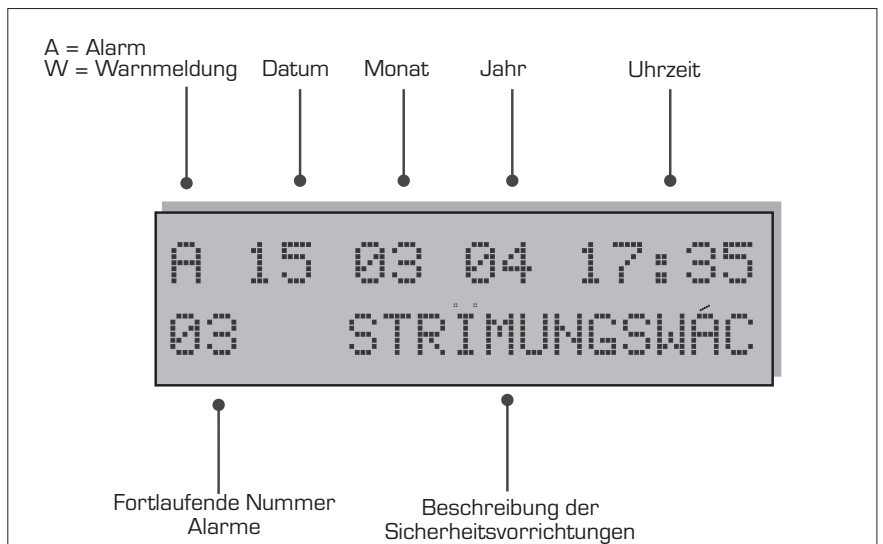 A = Alarm
W = Warnmeldung Datum Monat Jahr Uhrzeit
A 15 03 04 17:35
03 STRÏMUNGSWÁC
Fortlaufende Nummer
Alarme
Beschreibung der
Sicherheitsvorrichtungen